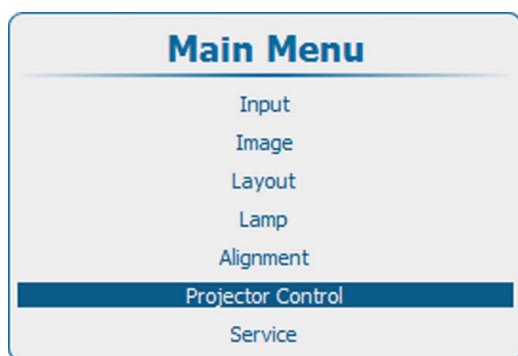 Main Menu
Input
Image
Layout
Lamp
Alignment
Projector Control
Service